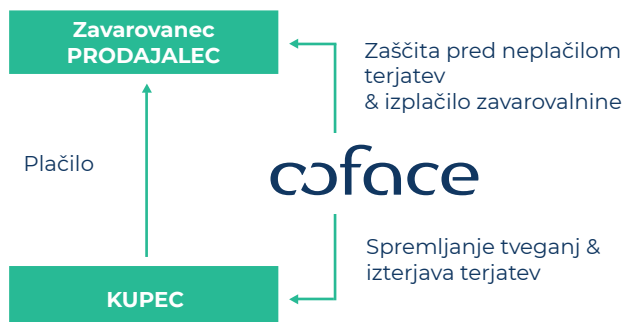 Zavarovanec
PRODAJALEC
Zaščita pred neplačilom
terjatev
& izplačilo zavarovalnine
Plačilo
coface
Spremljanje tveganj &
izterjava terjatev
KUPEC